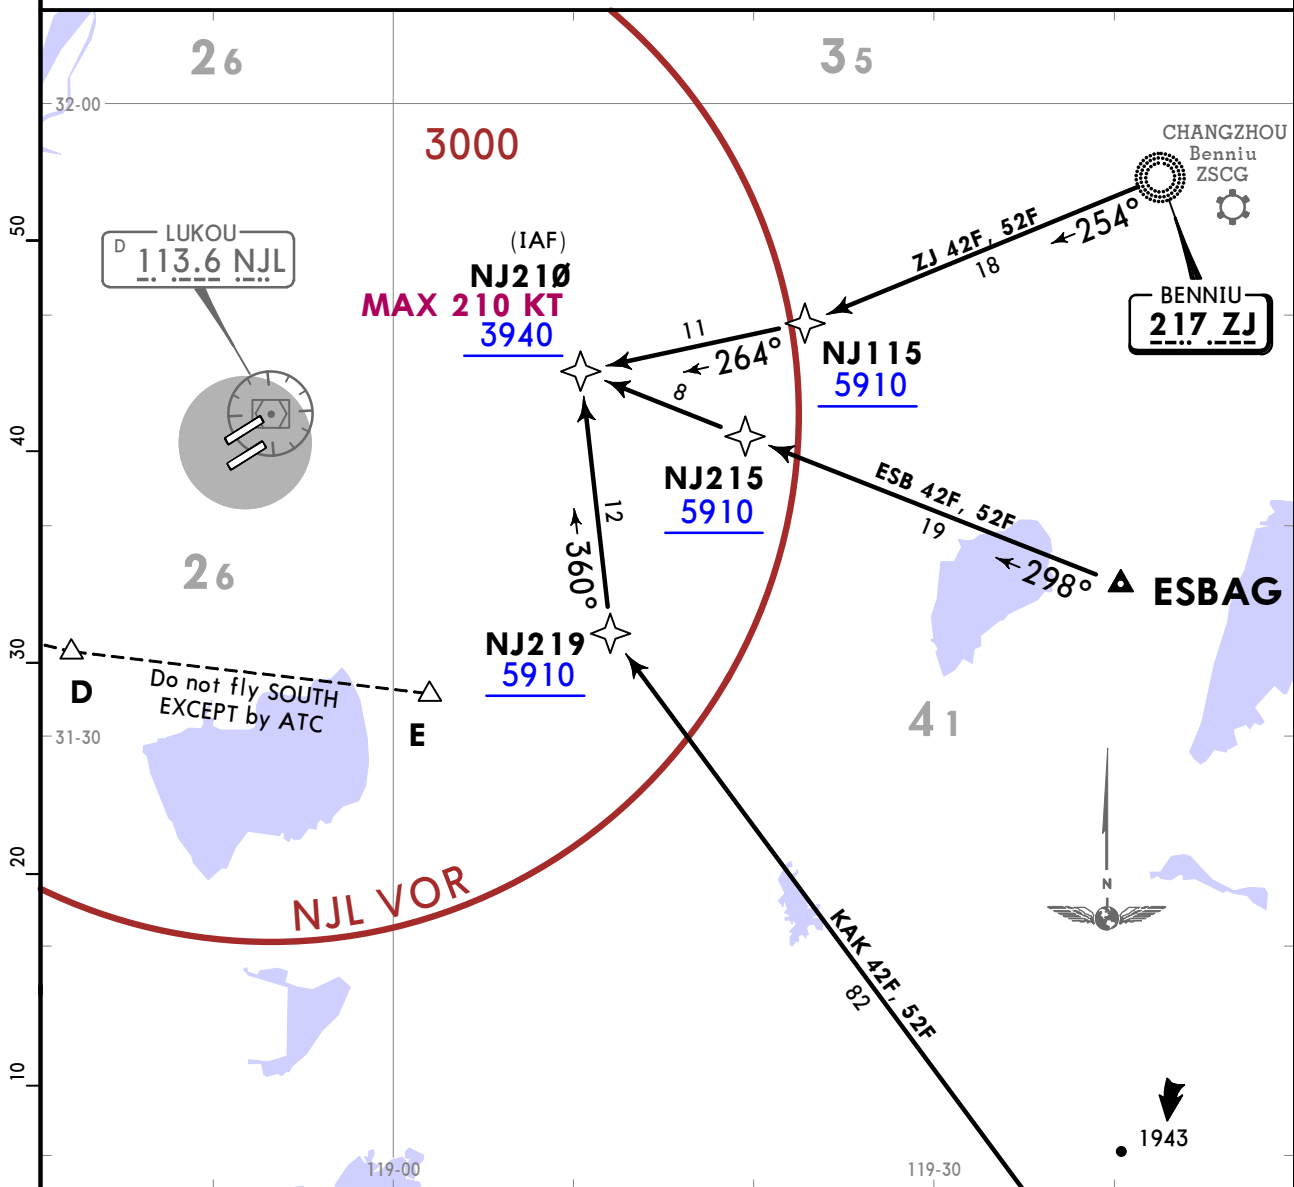 26
35
32-00
3000
CHANGZHOU
Benniu
ZSCG
50
LUKOU
D 113.6 NJL
(IAF)
NJ210
MAX 210 KT
3940
ZJ 42F, 52F
18
←254°
BENNIU
217 ZJ
11
←264°
NJ115
5910
8
40
NJ215
5910
ESB 42F, 52F
19
←298°
ESBAG
12
←360°
26
30
NJ219
5910
D
Do not fly SOUTH
EXCEPT by ATC
E
31-30
41
20
NJL VOR
N
KAK 42F, 52F
82
10
1943
119-00
119-30